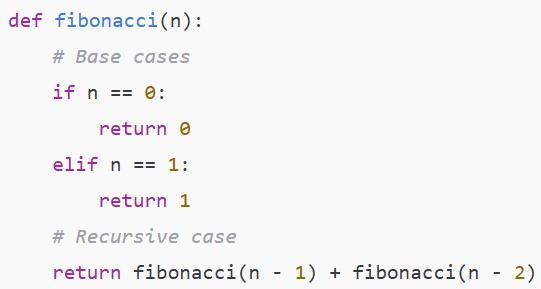 def fibonacci(n):
    # Base cases
    if n == 0:
        return 0
    elif n == 1:
        return 1
    # Recursive case
    return fibonacci(n - 1) + fibonacci(n - 2)